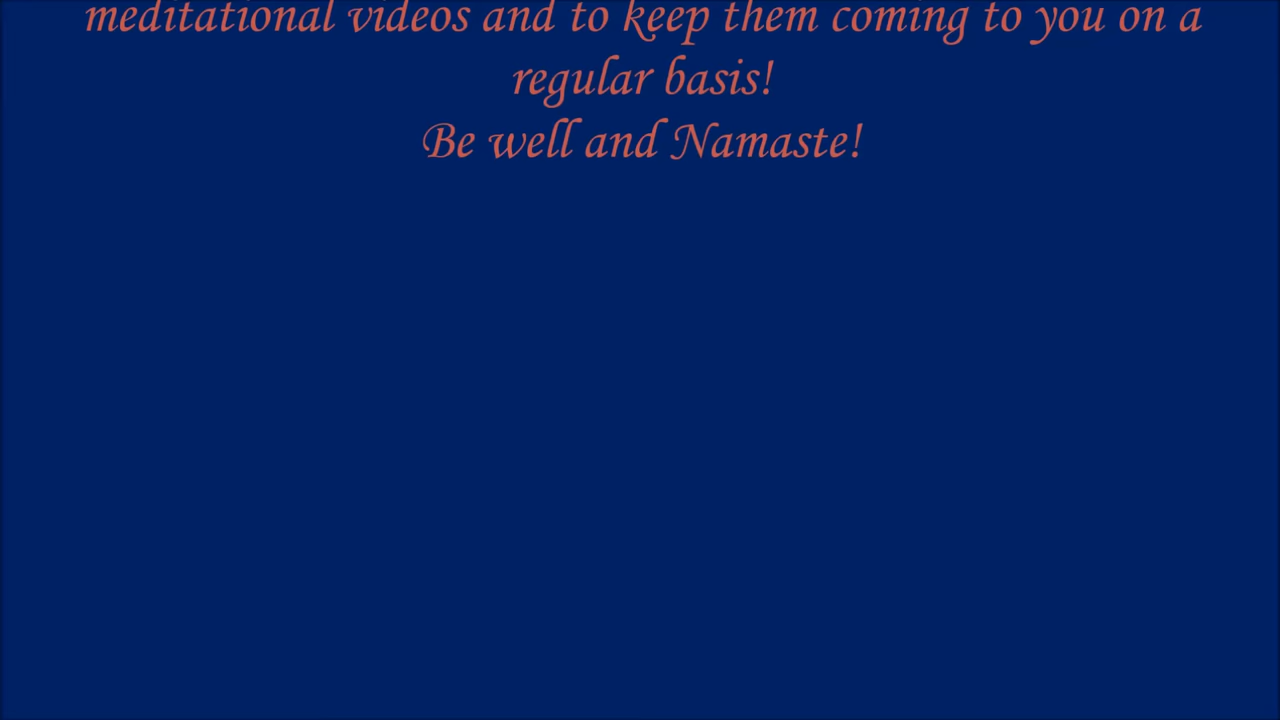 meditational videos and to keep them coming to you on a
regular basis!
Be well and Namaste!